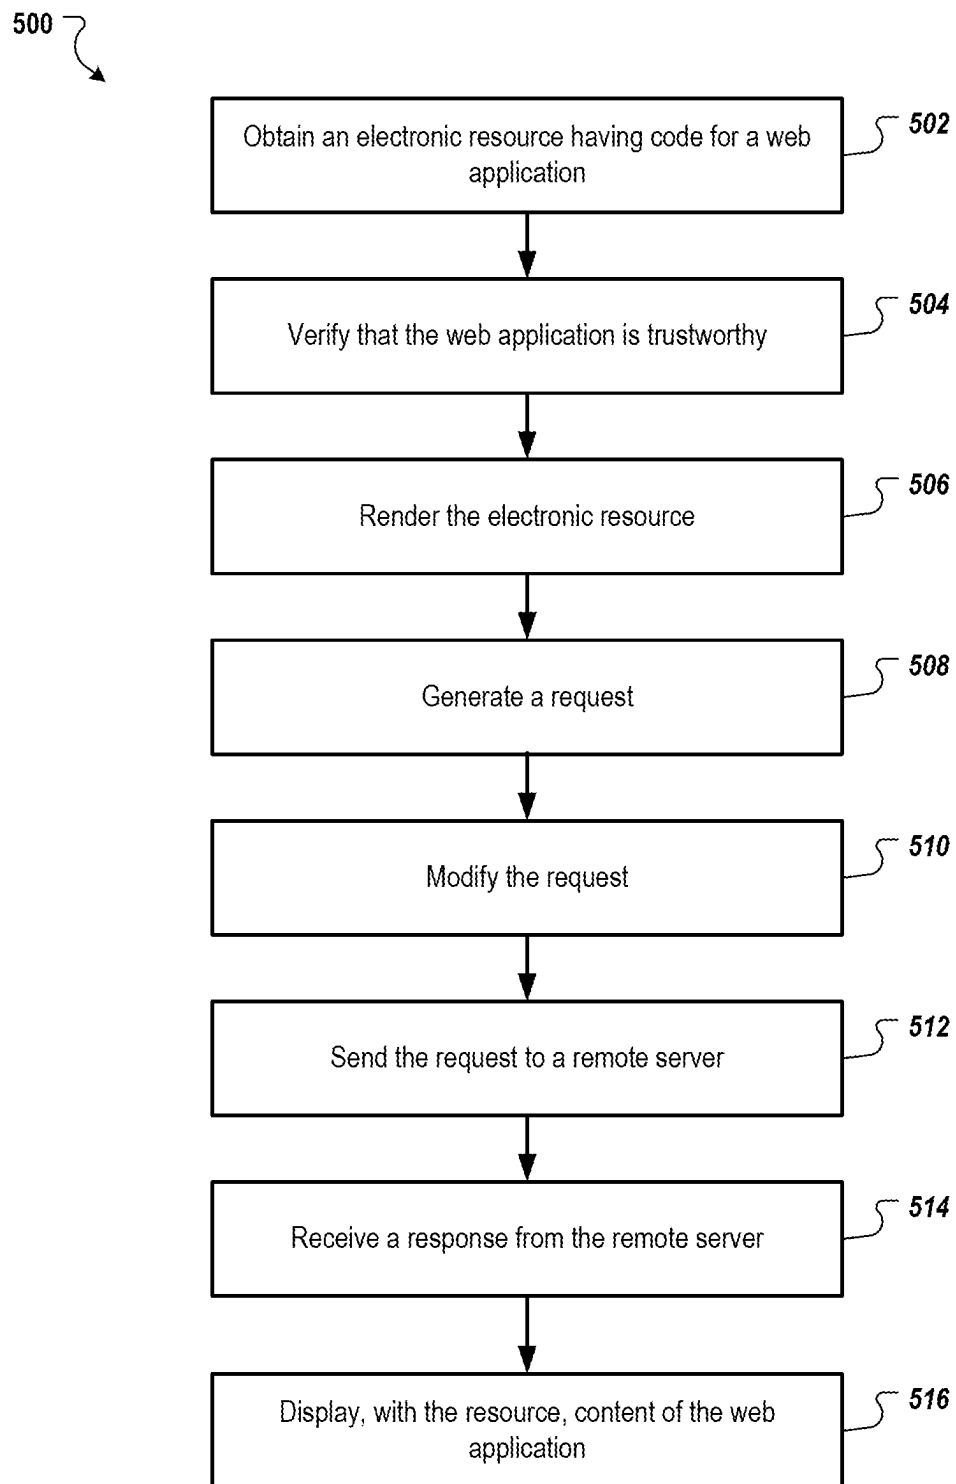 500
Obtain an electronic resource having code for a web
application
502
Verify that the web application is trustworthy
504
Render the electronic resource
506
Generate a request
508
Modify the request
510
Send the request to a remote server
512
Receive a response from the remote server
514
Display, with the resource, content of the web
application
516